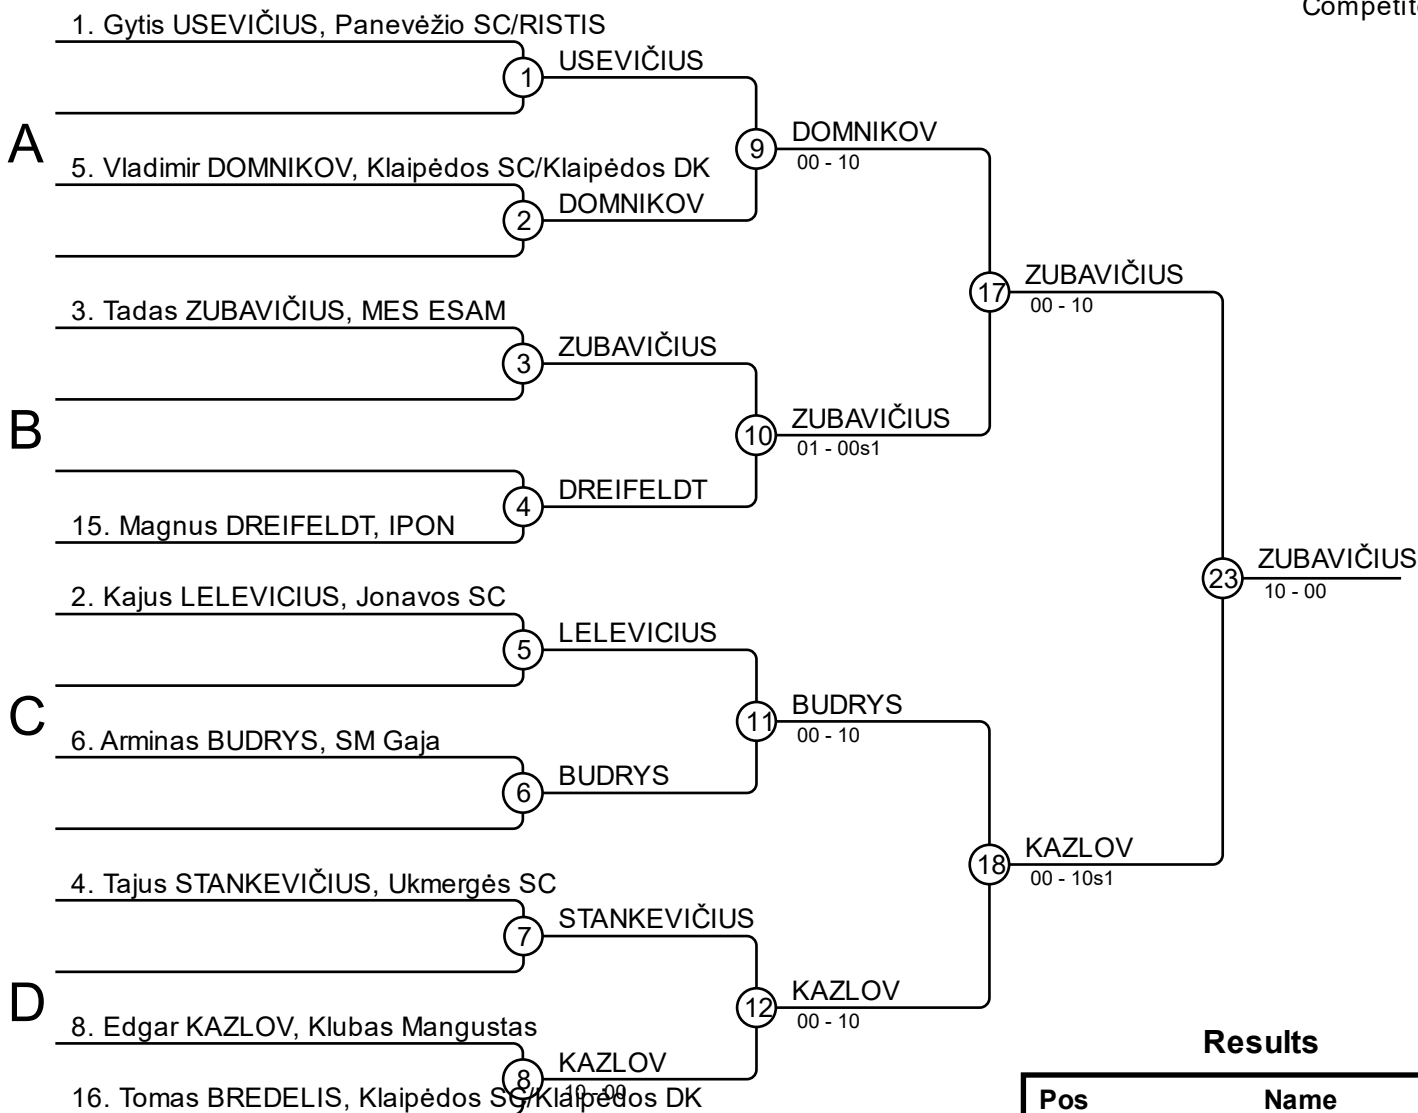 Competit
1. Gytis USEVIČIUS, Panevėžio SC/RISTIS
1
USEVIČIUS
A
9
DOMNIKOV
00 - 10
5. Vladimir DOMNIKOV, Klaipėdos SC/Klaipėdos DK
2
DOMNIKOV
17
ZUBAVIČIUS
00 - 10
3. Tadas ZUBAVIČIUS, MES ESAM
3
ZUBAVIČIUS
B
10
ZUBAVIČIUS
01 - 00s1
4
DREIFELDT
15. Magnus DREIFELDT, IPON
23
ZUBAVIČIUS
10 - 00
2. Kajus LELEVICIUS, Jonavos SC
5
LELEVICIUS
C
11
BUDRYS
00 - 10
6. Arminas BUDRYS, SM Gaja
6
BUDRYS
18
KAZLOV
00 - 10s1
4. Tajus STANKEVIČIUS, Ukmergės SC
7
STANKEVIČIUS
D
12
KAZLOV
00 - 10
8. Edgar KAZLOV, Klubas Mangustas
8
KAZLOV
10 - 00
16. Tomas BREDELIS, Klaipėdos SC/Klaipėdos DK
Results
Pos Name